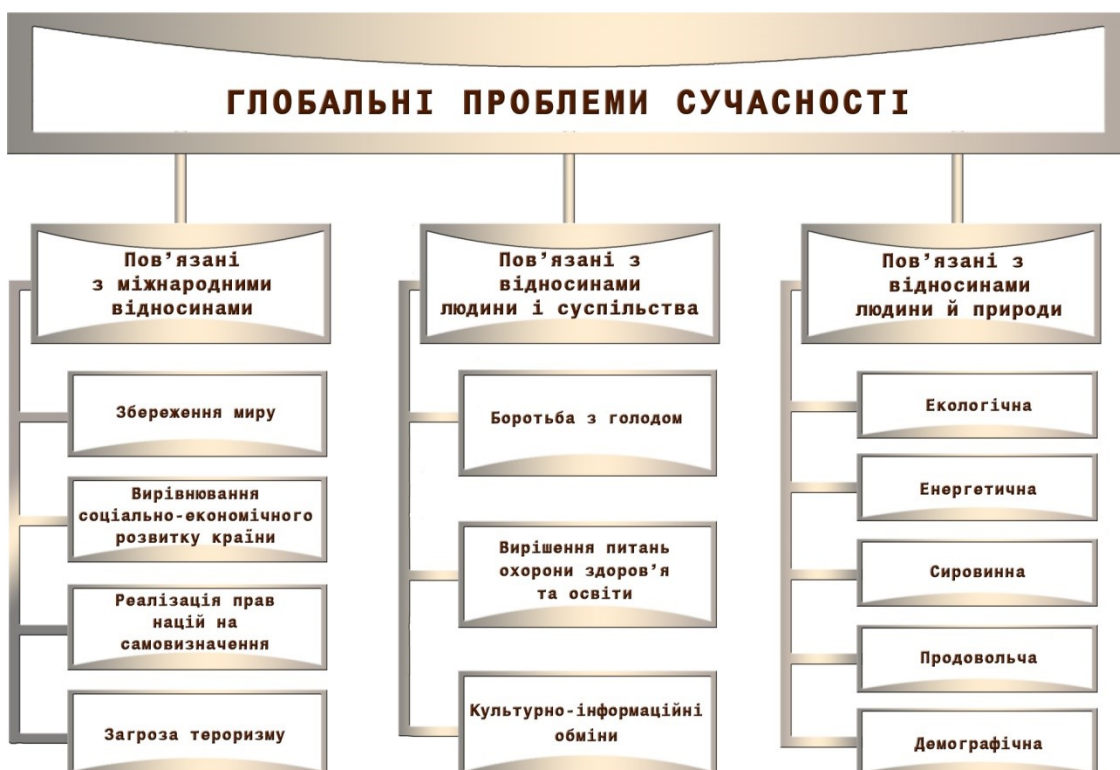 ГЛОБАЛЬНІ ПРОБЛЕМИ СУЧАСНОСТІ
Пов’язані
з міжнародними
відносинами
Збереження миру
Вирівнювання
соціально-економічного
розвитку країни
Реалізація прав
націй на
самовизначення
Загроза тероризму
Пов’язані з
відносинами
людини і суспільства
Боротьба з голодом
Вирішення питань
охорони здоров’я
та освіти
Культурно-інформаційні
обміни
Пов’язані з
відносинами
людини й природи
Екологічна
Енергетична
Сировинна
Продовольча
Демографічна